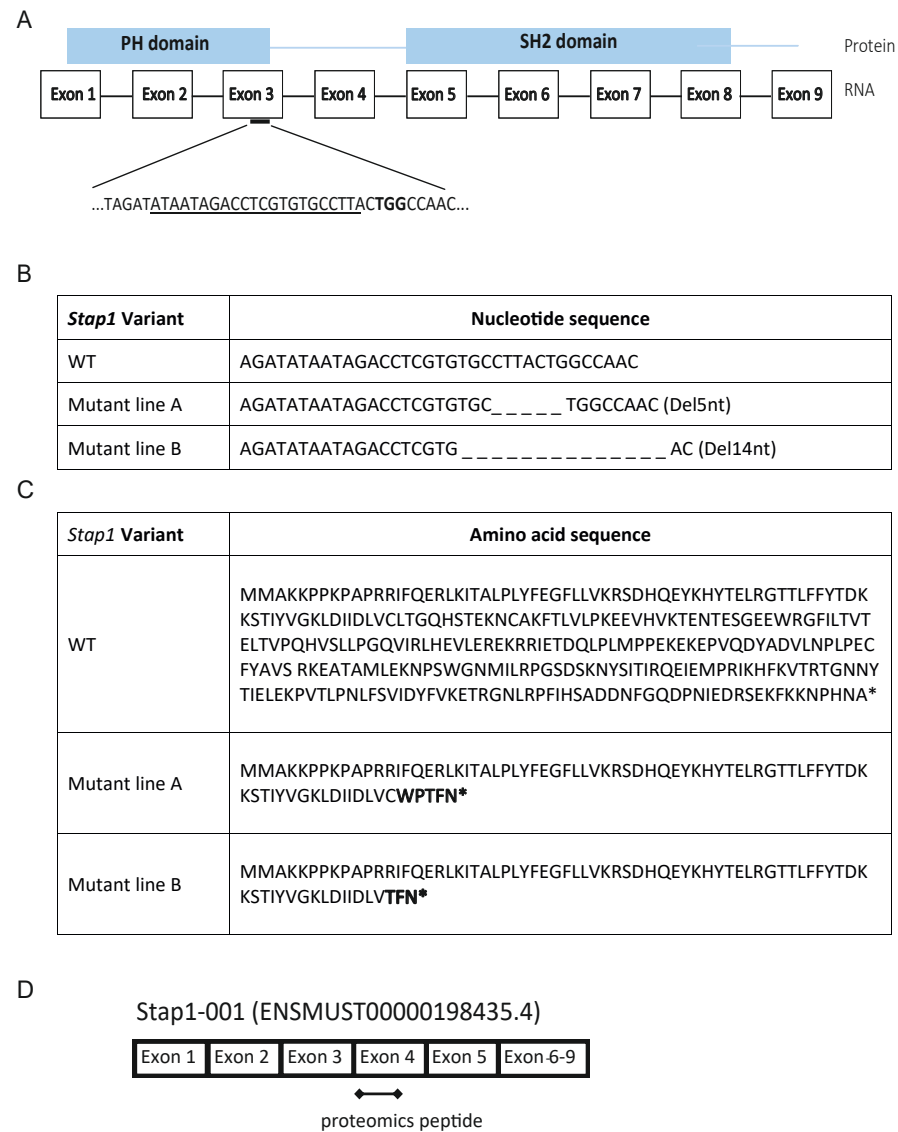 A
PH domain
SH2 domain
Protein
Exon 1
Exon 2
Exon 3
Exon 4
Exon 5
Exon 6
Exon 7
Exon 8
Exon 9
RNA
...TAGATATAATAGACCTCGTGTGCCTTACTGGCCAAC...
B
Stap1 Variant
Nucleotide sequence
WT
AGATATAATAGACCTCGTGTGCCTTACTGGCCAAC
Mutant line A
AGATATAATAGACCTCGTGTGC_ _ _ _ _ TGGCCAAC (Del5nt)
Mutant line B
AGATATAATAGACCTCGTG _ _ _ _ _ _ _ _ _ _ _ _ _ _ AC (Del14nt)
C
Stap1 Variant
Amino acid sequence
WT
MMAKKPPKPAPRRIFQERLKITALPLYFEGFLLVKRSDHQEYKHYTELRGTTLFFYTDK
KSTIYVGKLDIIDLVCLTGQHSTEKNCAKFTLVLPKEEVHVKTENTESGEEWRGFILTVT
ELTVPQHVSLLPGQVIRLHEVLEREKRRIETDQLPLMPPEKEKEPVQDYADVLNPLPEC
FYAVS RKEATAMLEKNPSWGNMILRPGSDSKNYSITIRQEIEMPRIKHFKVTRTGNNY
TIELEKPVTLPNLFSVIDYFVKETRGNLRPFIHSADDNFGQDPNIEDRSEKFKKNPHNA*
Mutant line A
MMAKKPPKPAPRRIFQERLKITALPLYFEGFLLVKRSDHQEYKHYTELRGTTLFFYTDK
KSTIYVGKLDIIDLVCWPTFN*
Mutant line B
MMAKKPPKPAPRRIFQERLKITALPLYFEGFLLVKRSDHQEYKHYTELRGTTLFFYTDK
KSTIYVGKLDIIDLVTFN*
D
Stap1-001 (ENSMUST00000198435.4)
Exon 1
Exon 2
Exon 3
Exon 4
Exon 5
Exon-6-9
proteomics peptide